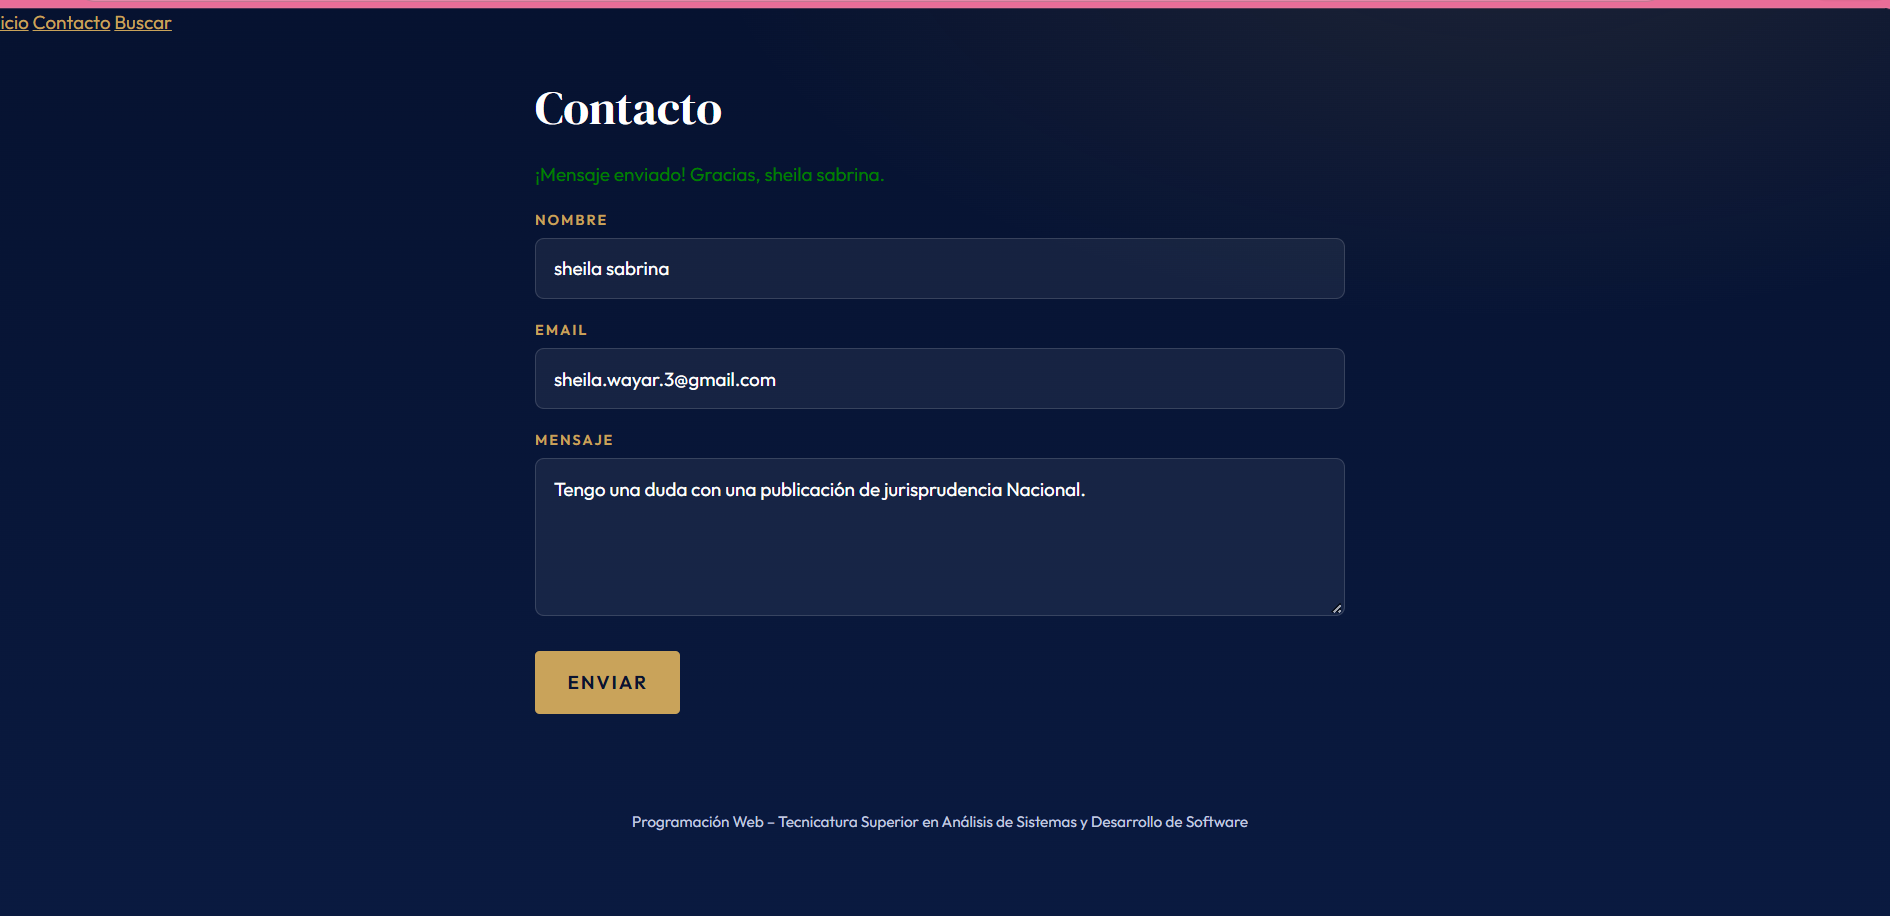 icio Contacto Buscar
Contacto
¡Mensaje enviado! Gracias, sheila sabrina.
NOMBRE
sheila sabrina
EMAIL
sheila.wayar.3@gmail.com
MENSAJE
Tengo una duda con una publicación de jurisprudencia Nacional.
ENVIAR
Programación Web – Tecnicatura Superior en Análisis de Sistemas y Desarrollo de Software